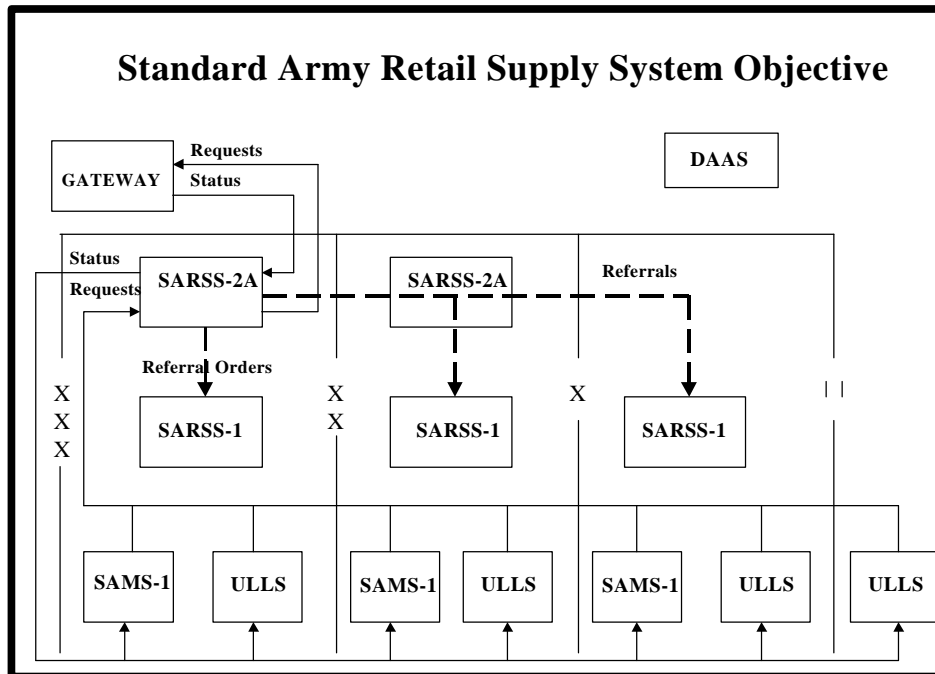 Standard Army Retail Supply System Objective
Requests
DAAS
GATEWAY
Status
Status
SARSS-2A
SARSS-2A
Referrals
Requests
Referral Orders
X
X
X
X
X
X
| |
SARSS-1
SARSS-1
SARSS-1
SAMS-1
ULLS
SAMS-1
ULLS
SAMS-1
ULLS
ULLS